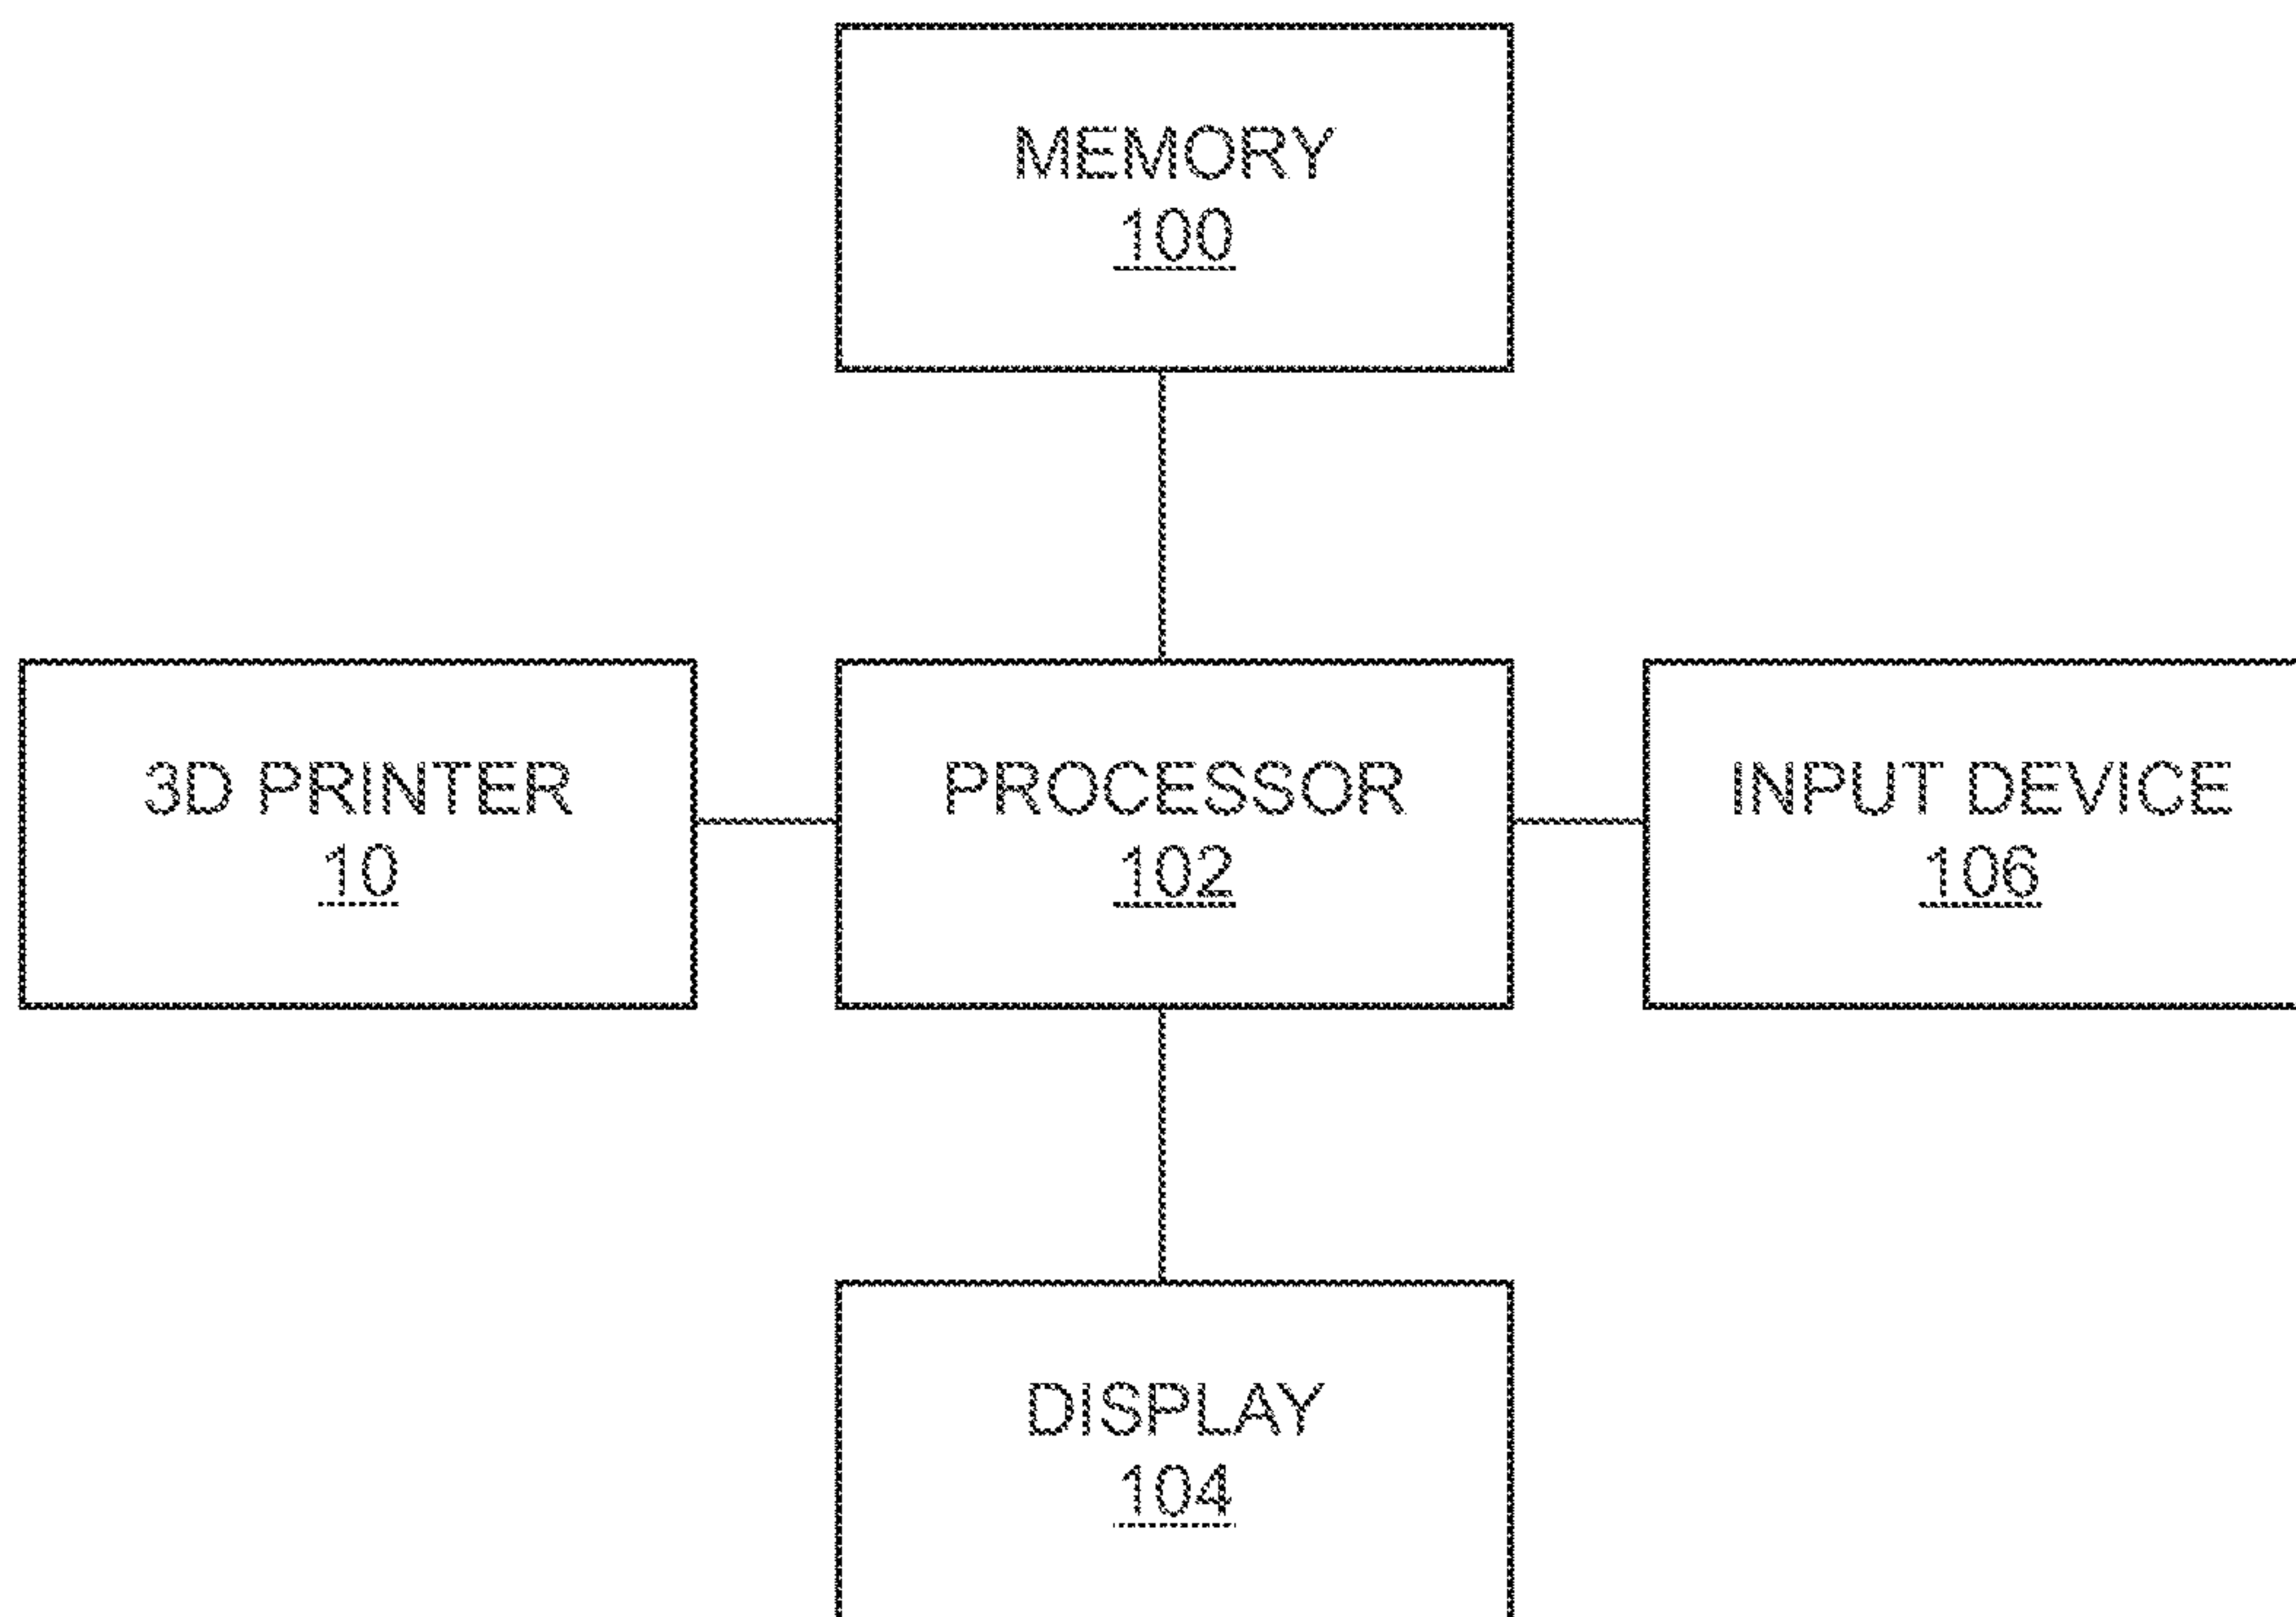 MEMORY
100
3D PRINTER
10
PROCESSOR
102
INPUT DEVICE
106
DISPLAY
104